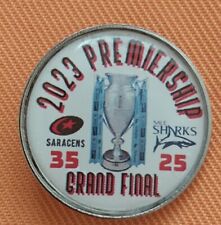 2023 PREMIERSHIP
SALE
SHARKS
SARACENS
35
25
GRAND FINAL